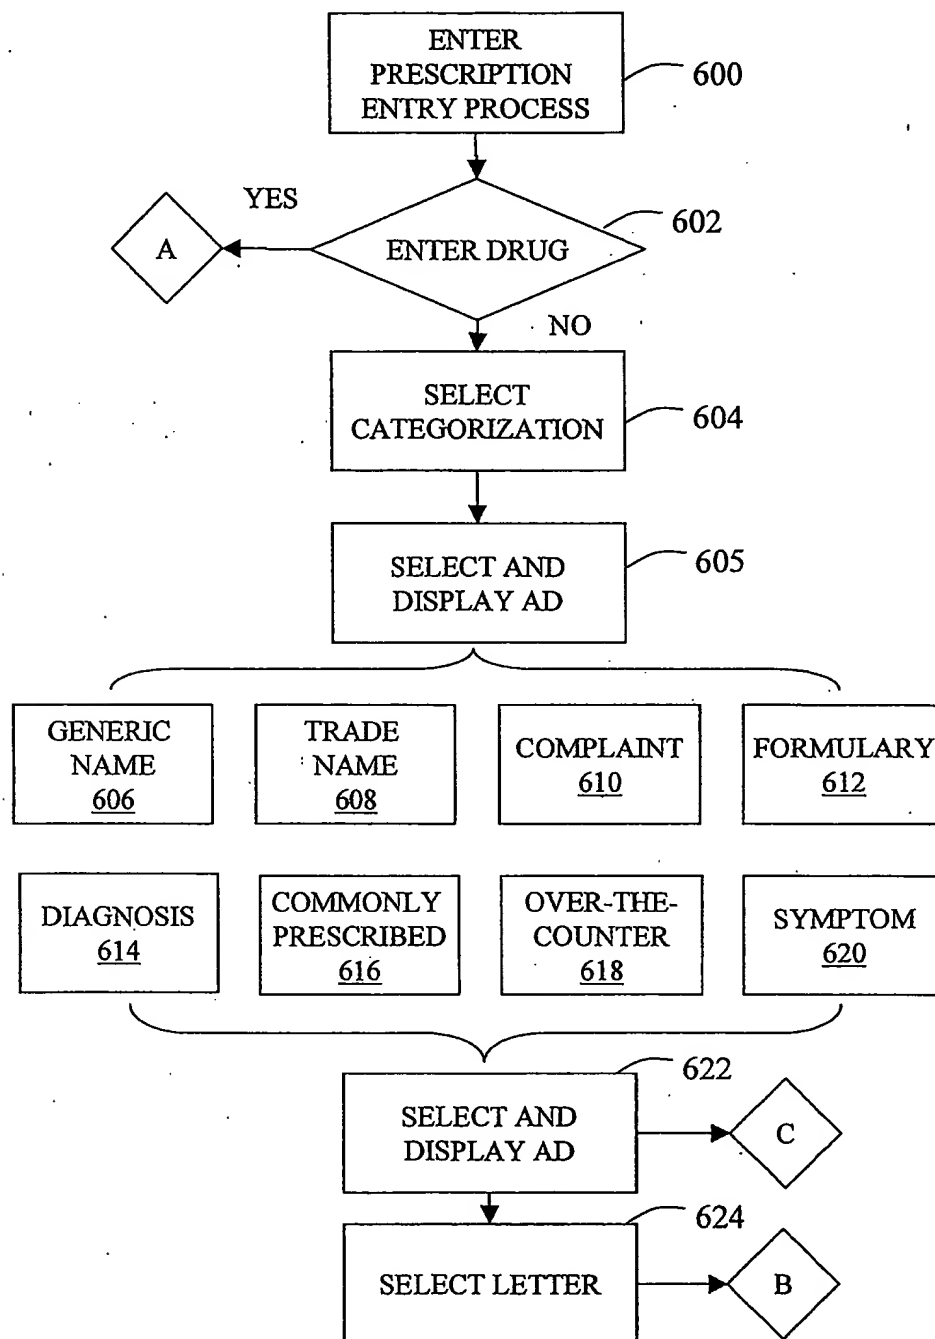 ENTER
PRESCRIPTION
ENTRY PROCESS
600
YES
A
ENTER DRUG
602
NO
SELECT
CATEGORIZATION
604
SELECT AND
DISPLAY AD
605
GENERIC
NAME
606
TRADE
NAME
608
COMPLAINT
610
FORMULARY
612
DIAGNOSIS
614
COMMONLY
PRESCRIBED
616
OVER-THE-
COUNTER
618
SYMPTOM
620
622
SELECT AND
DISPLAY AD
C
624
SELECT LETTER
B